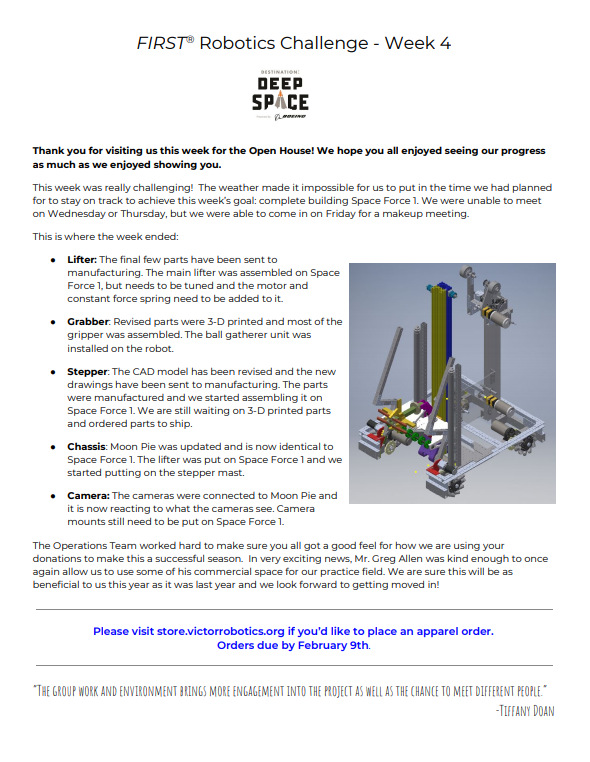 FIRST® Robotics Challenge - Week 4
DESTINATION:
DEEP
SPACE
BOEING
Thank you for visiting us this week for the Open House! We hope you all enjoyed seeing our progress
as much as we enjoyed showing you.
This week was really challenging!  The weather made it impossible for us to put in the time we had planned
for to stay on track to achieve this week's goal: complete building Space Force 1. We were unable to meet
on Wednesday or Thursday, but we were able to come in on Friday for a makeup meeting.
This is where the week ended:
● Lifter: The final few parts have been sent to
manufacturing. The main lifter was assembled on Space
Force 1, but needs to be tuned and the motor and
constant force spring need to be added to it.
● Grabber: Revised parts were 3-D printed and most of the
gripper was assembled. The ball gatherer unit was
installed on the robot.
● Stepper: The CAD model has been revised and the new
drawings have been sent to manufacturing. The parts
were manufactured and we started assembling it on
Space Force 1. We are still waiting on 3-D printed parts
and ordered parts to ship.
● Chassis: Moon Pie was updated and is now identical to
Space Force 1. The lifter was put on Space Force 1 and we
started putting on the stepper mast.
● Camera: The cameras were connected to Moon Pie and
it is now reacting to what the cameras see. Camera
mounts still need to be put on Space Force 1.
The Operations Team worked hard to make sure you all got a good feel for how we are using your
donations to make this a successful season.  In very exciting news, Mr. Greg Allen was kind enough to once
again allow us to use some of his commercial space for our practice field. We are sure this will be as
beneficial to us this year as it was last year and we look forward to getting moved in!
Please visit store.victorrobotics.org if you'd like to place an apparel order.
Orders due by February 9th.
"The group work and environment brings more engagement into the project as well as the chance to meet different people."
-Tiffany Doan